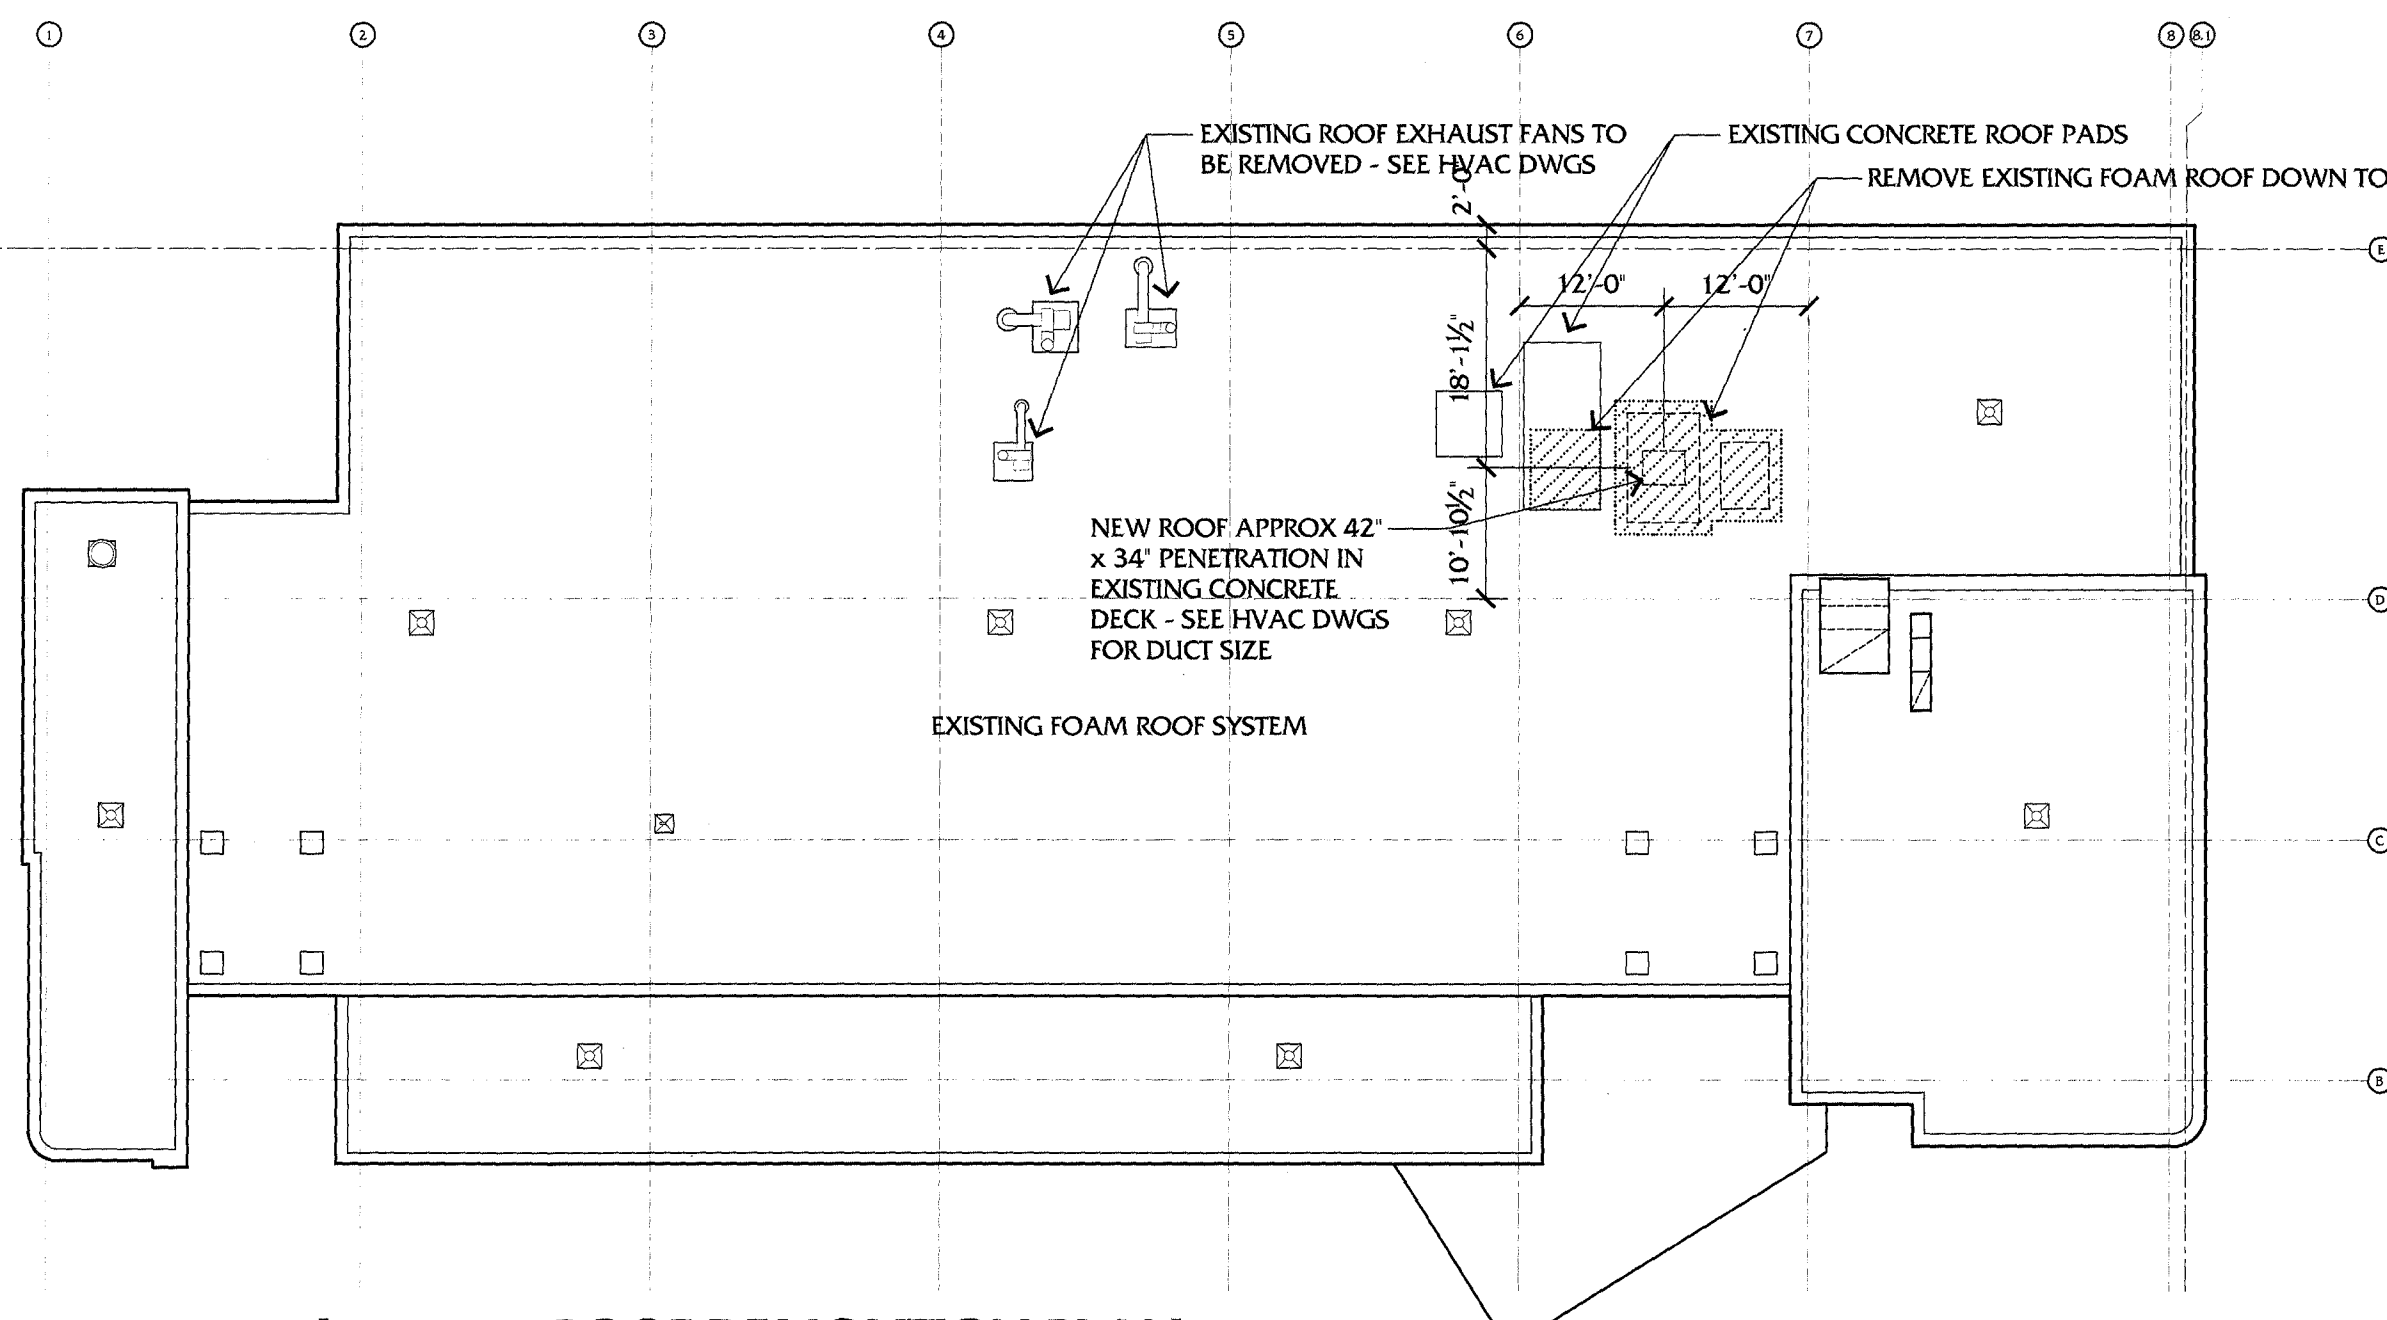 1 2 3 4 5 6 7 8 8.1
EXISTING ROOF EXHAUST FANS TO
BE REMOVED - SEE HVAC DWGS
EXISTING CONCRETE ROOF PADS
REMOVE EXISTING FOAM ROOF DOWN TO
2'-0"
E
12'-0" 12'-0"
18'-1½"
10'-10½"
NEW ROOF APPROX 42"
x 34" PENETRATION IN
EXISTING CONCRETE
DECK - SEE HVAC DWGS
FOR DUCT SIZE
D
EXISTING FOAM ROOF SYSTEM
C
B